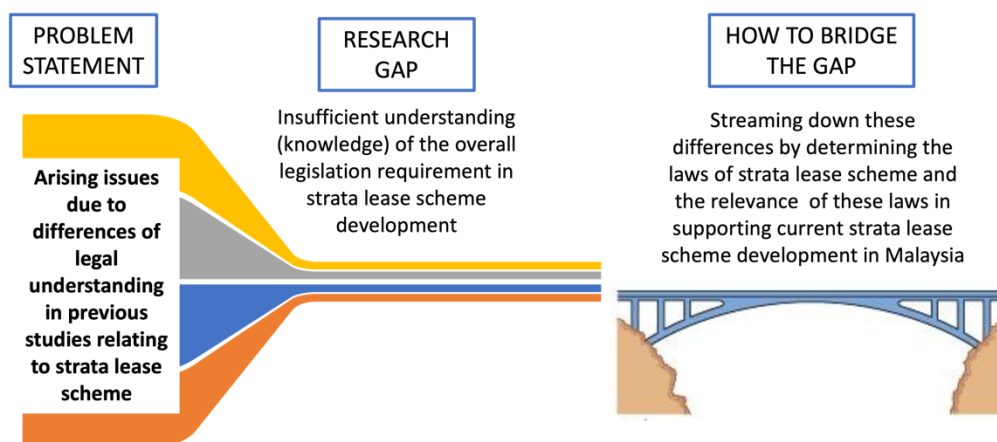 PROBLEM
STATEMENT
Arising issues
due to
differences of
legal
understanding
in previous
studies relating
to strata lease
scheme
RESEARCH
GAP
Insufficient understanding
(knowledge) of the overall
legislation requirement in
strata lease scheme
development
HOW TO BRIDGE
THE GAP
Streaming down these
differences by determining the
laws of strata lease scheme and
the relevance of these laws in
supporting current strata lease
scheme development in Malaysia